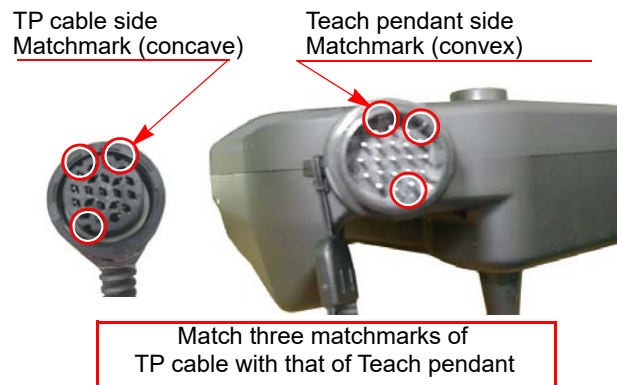 TP cable side
Matchmark (concave)
Teach pendant side
Matchmark (convex)
Match three matchmarks of
TP cable with that of Teach pendant